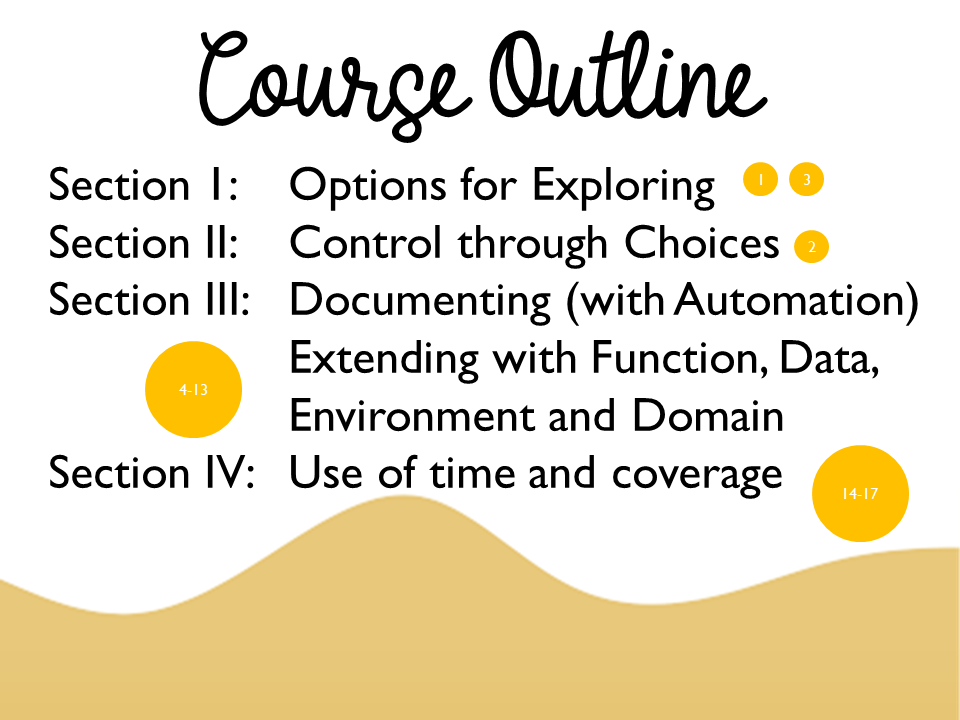 Course Outline
Section 1: Options for Exploring 1 3
Section II: Control through Choices 2
Section III: Documenting (with Automation)
Extending with Function, Data,
4-13
Environment and Domain
Section IV: Use of time and coverage
14-17